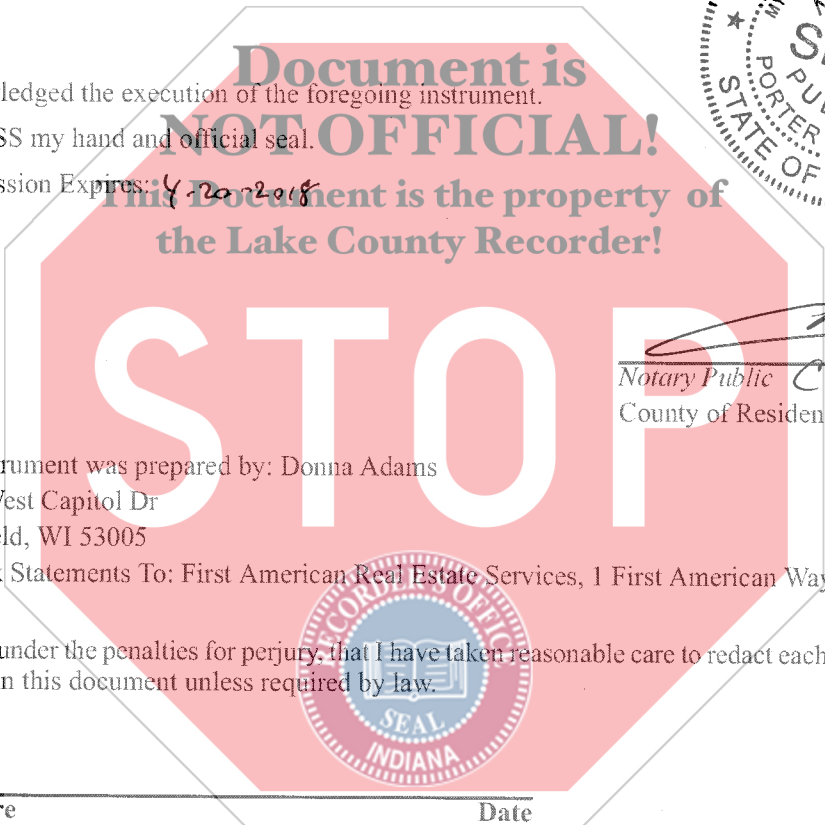 Document is
ledged the execution of the foregoing instrument.
NOT OFFICIAL!
SS my hand and official seal.
ssion Expires: 4-20-2018
This Document is the property of
the Lake County Recorder!
PORTER
STATE OF
STOP
Notary Public
County of Residen
rument was prepared by: Donna Adams
West Capitol Dr
eld, WI 53005
x Statements To: First American Real Estate Services, 1 First American Way
under the penalties for perjury, that I have taken reasonable care to redact each
n this document unless required by law.
RECORDER'S OFFICE
SEAL
INDIANA
re
Date